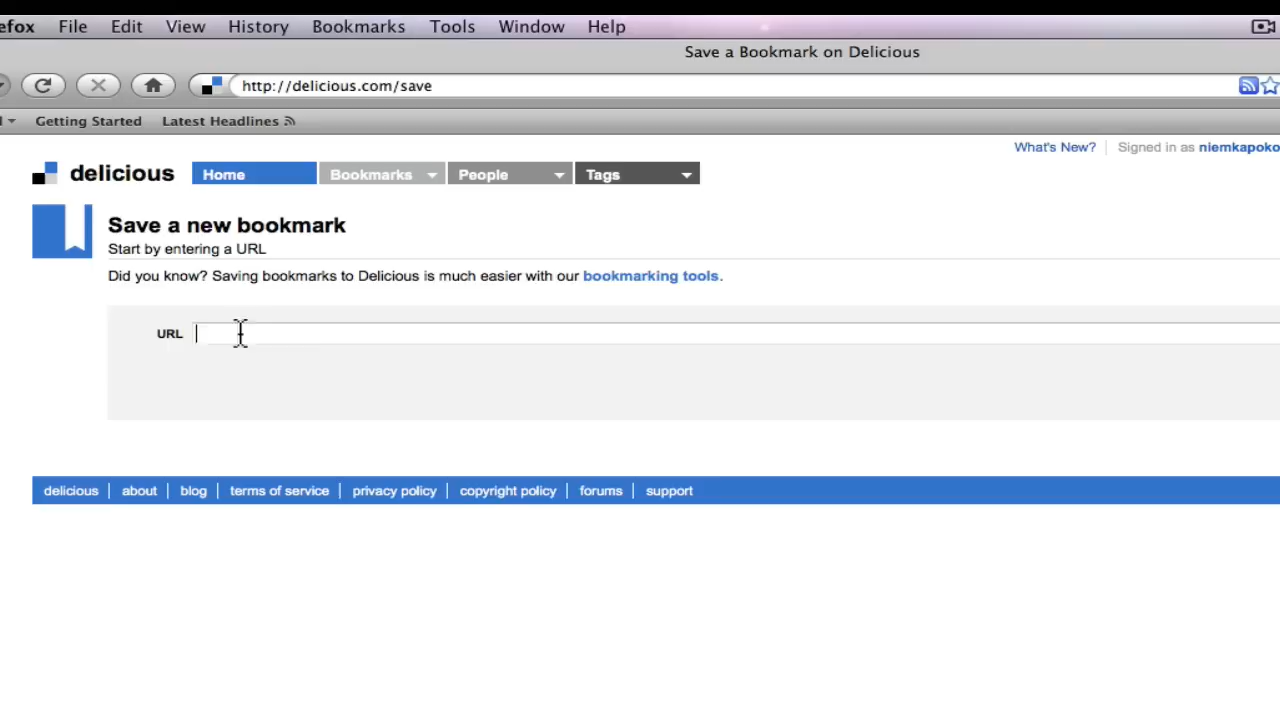 efox File Edit View History Bookmarks Tools Window Help
Save a Bookmark on Delicious
http://delicious.com/save
Getting Started Latest Headlines
What's New? Signed in as niemkapoko
delicious Home Bookmarks People Tags
Save a new bookmark
Start by entering a URL
Did you know? Saving bookmarks to Delicious is much easier with our bookmarking tools.
URL
delicious about blog terms of service privacy policy copyright policy forums support